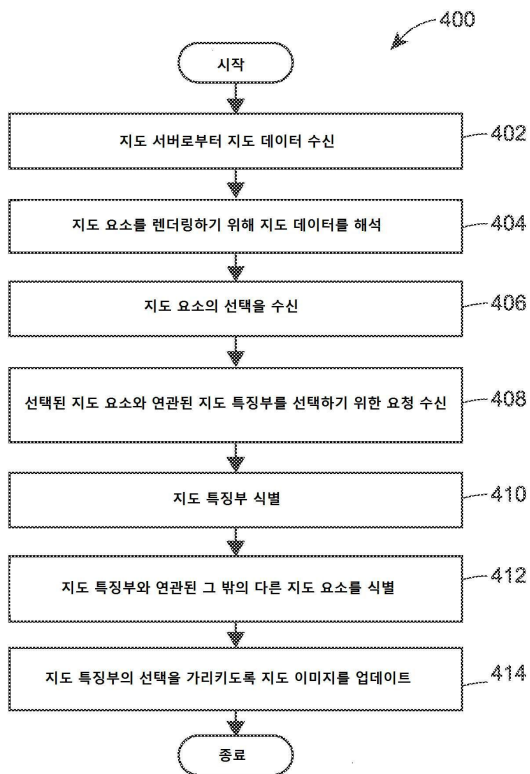 400
시작
지도 서버로부터 지도 데이터 수신
402
지도 요소를 렌더링하기 위해 지도 데이터를 해석
404
지도 요소의 선택을 수신
406
선택된 지도 요소와 연관된 지도 특징부를 선택하기 위한 요청 수신
408
지도 특징부 식별
410
지도 특징부와 연관된 그 밖의 다른 지도 요소를 식별
412
지도 특징부의 선택을 가리키도록 지도 이미지를 업데이트
414
종료